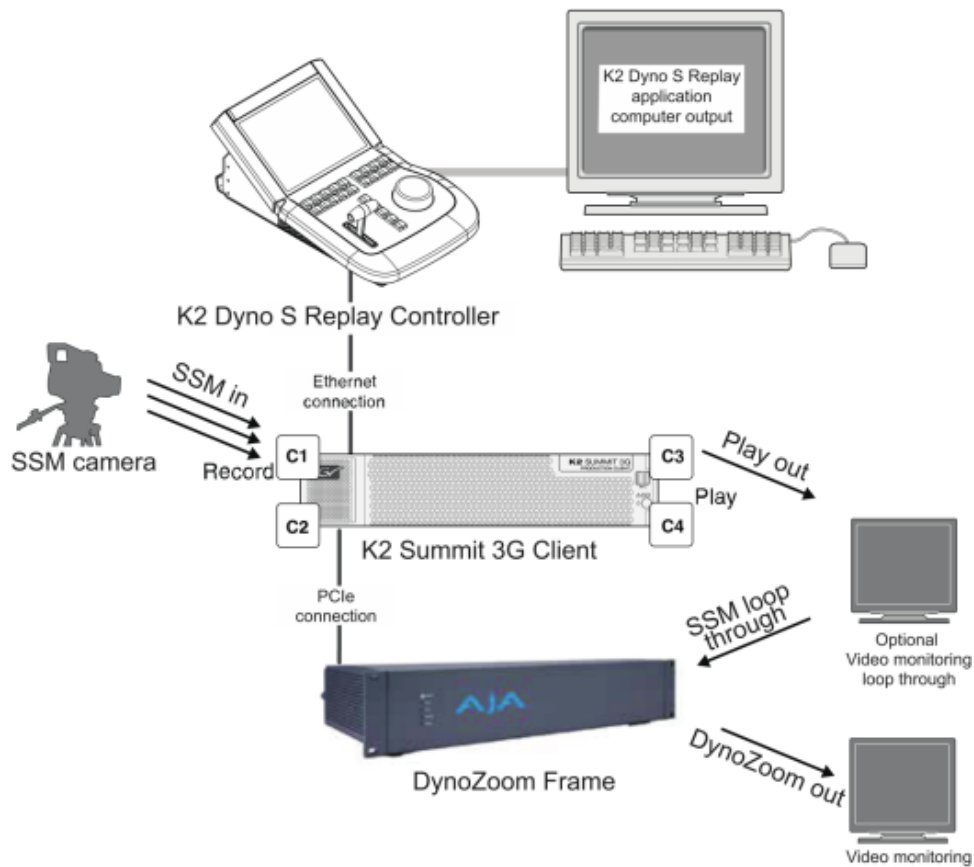 K2 Dyno S Replay
application
computer output
K2 Dyno S Replay Controller
SSM in
Ethernet
connection
SSM camera
Record
C1
C2
K2 SUMMIT 3G
PRODUCTION CLIENT
C3
C4
Play
Play out
K2 Summit 3G Client
PCIe
connection
SSM loop
through
Optional
Video monitoring
loop through
AJA
DynoZoom Frame
DynoZoom out
Video monitoring